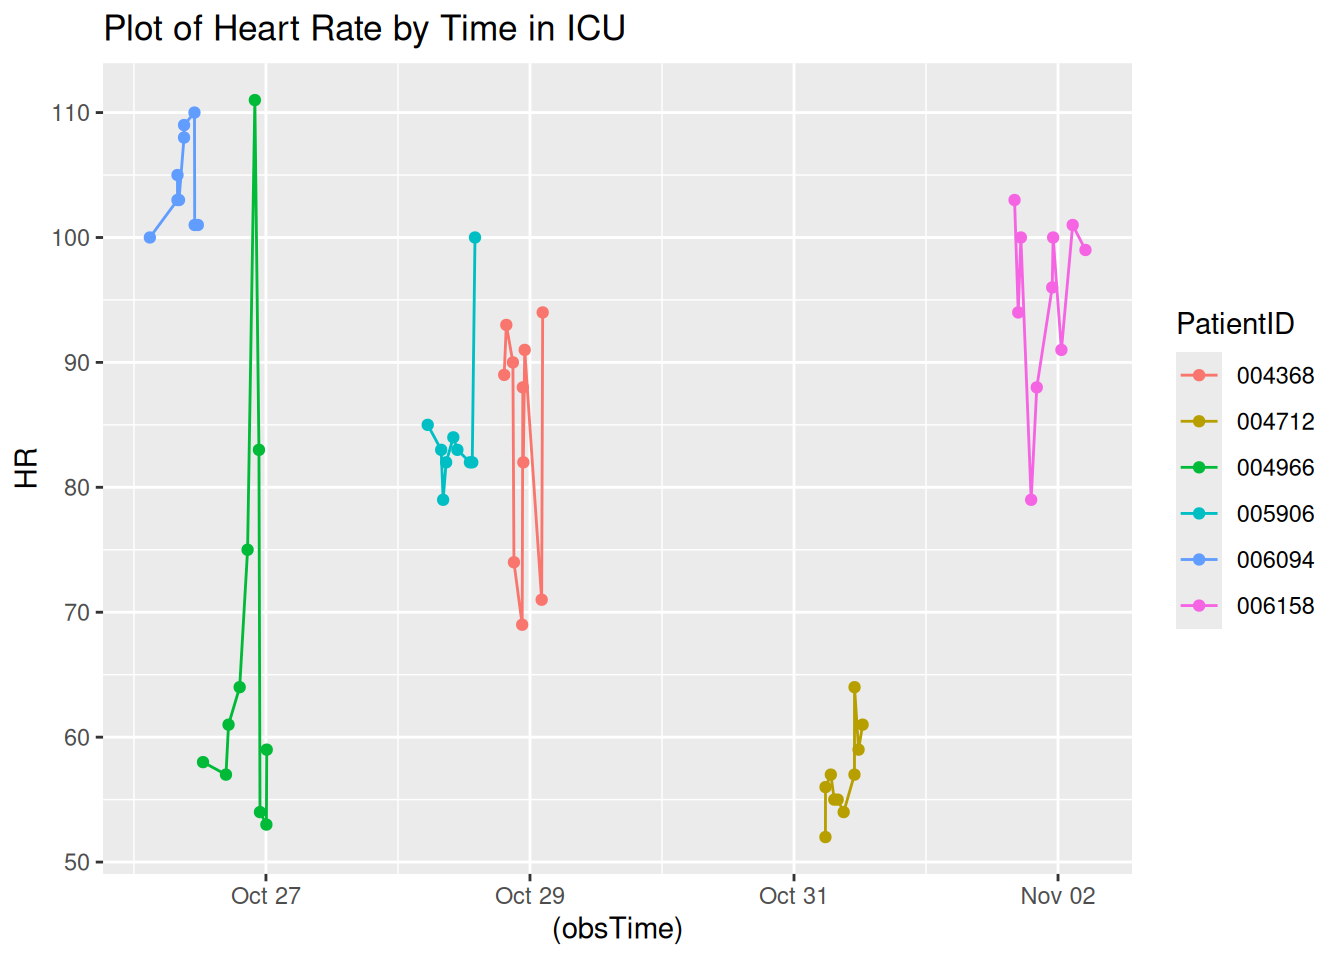 Plot of Heart Rate by Time in ICU
110
100
90
80
70
60
50
HR
Oct 27
Oct 29
Oct 31
Nov 02
(obsTime)
PatientID
004368
004712
004966
005906
006094
006158